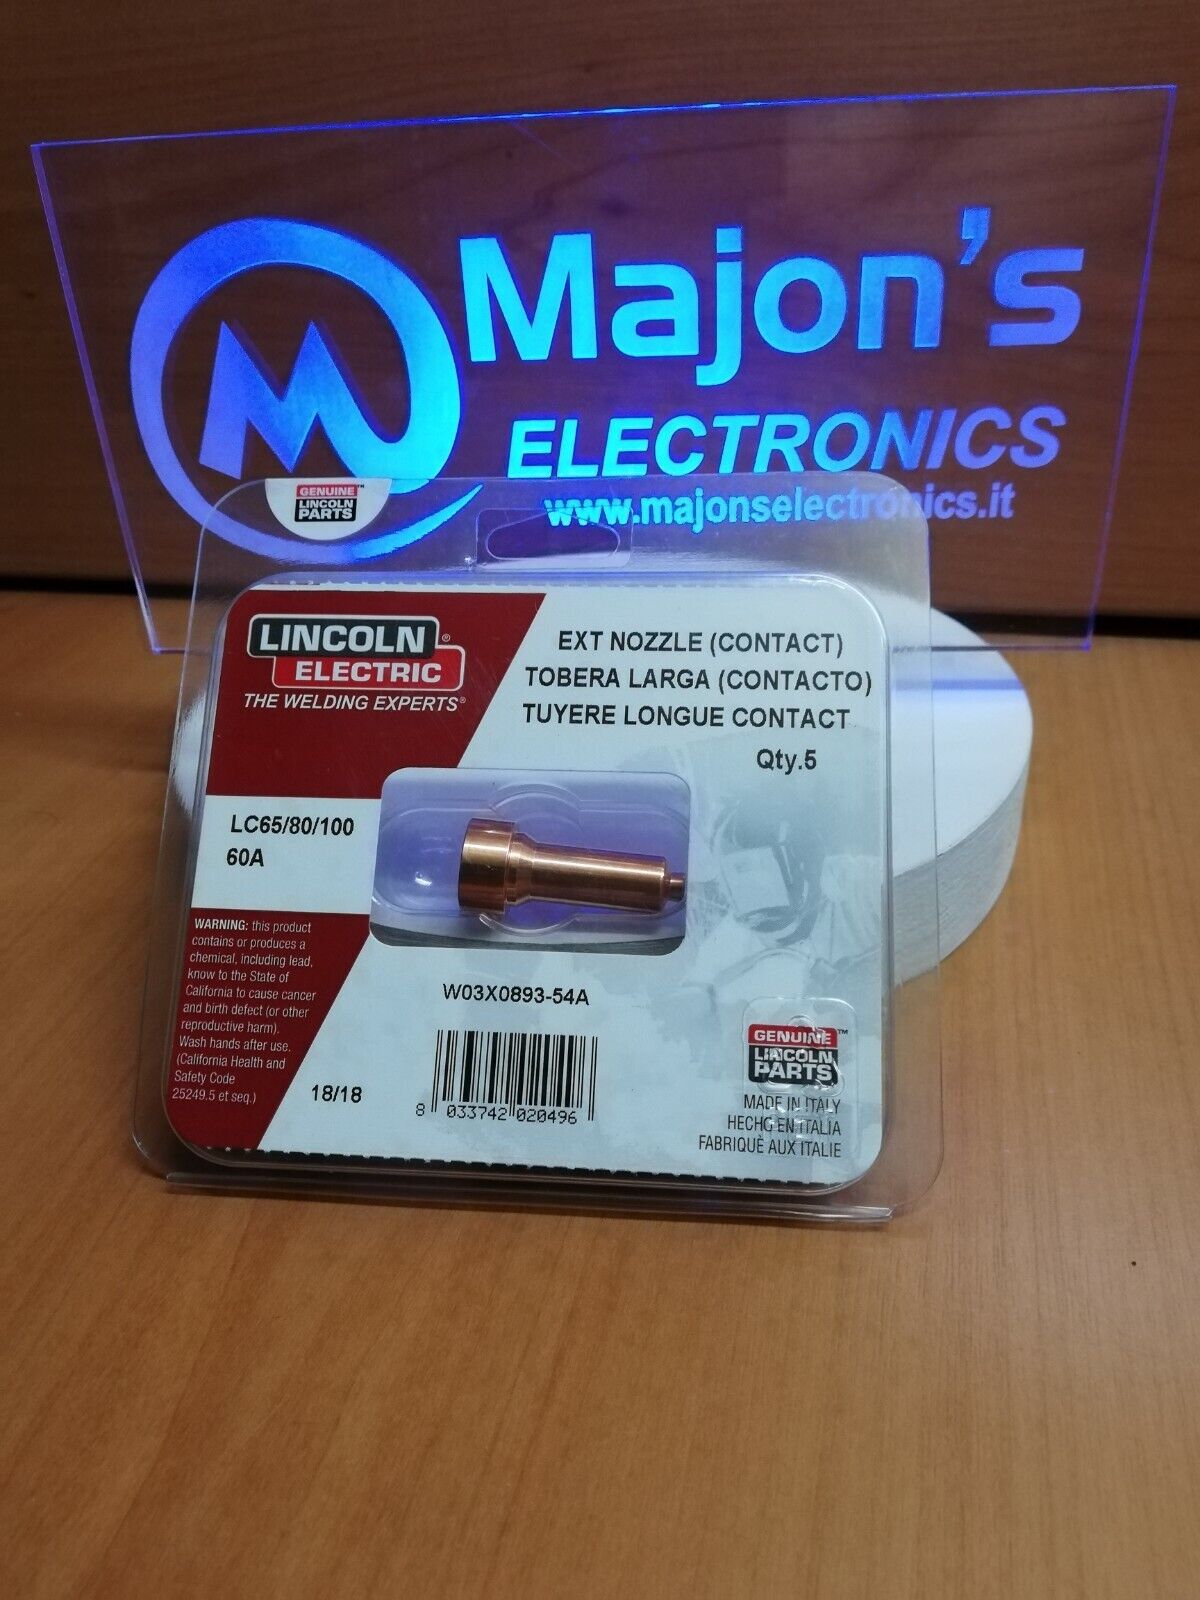 Majon's
ELECTRONICS
www.majonselectronics.it
M
GENUINE™
LINCOLN
PARTS
LINCOLN®
ELECTRIC
THE WELDING EXPERTS®
EXT NOZZLE (CONTACT)
TOBERA LARGA (CONTACTO)
TUYERE LONGUE CONTACT
Qty.5
LC65/80/100
60A
WARNING: this product
contains or produces a
chemical, including lead,
know to the State of
California to cause cancer
and birth defect (or other
reproductive harm).
Wash hands after use.
(California Health and
Safety Code
25249.5 et seq.)
W03X0893-54A
18/18
8 033742 020496
GENUINE™
LINCOLN
PARTS
MADE IN ITALY
HECHO EN ITALIA
FABRIQUÈ AUX ITALIE